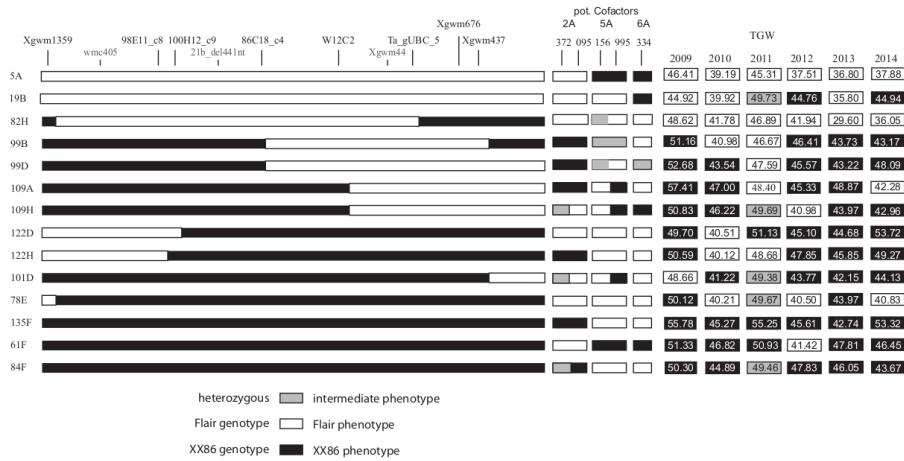 pot. Cofactors
Xgwm676
2A 5A 6A
Xgwm1359 98E11_c8 100H12_c9 86C18_c4 W12C2 Ta_gUBC_5 Xgwm437 TGW
wmc405 21b_del441nt Xgwm44 372 095 156 995 334
2009 2010 2011 2012 2013 2014
5A 46.41 39.19 45.31 37.51 36.80 37.88
19B 44.92 39.92 49.73 44.76 35.80 44.94
82H 48.62 41.78 46.89 41.94 29.60 36.05
99B 51.16 40.98 46.67 46.41 43.73 43.17
99D 52.68 43.54 47.59 45.57 43.22 48.09
109A 57.41 47.00 48.40 45.33 48.87 42.28
109H 50.83 46.22 49.69 40.98 43.97 42.96
122D 49.70 40.51 51.13 45.10 44.68 53.72
122H 50.59 40.12 48.68 47.85 45.85 49.27
101D 48.66 41.22 49.38 43.77 42.15 44.13
78E 50.12 40.21 49.67 40.50 43.97 40.83
135F 55.78 45.27 55.25 45.61 42.74 53.32
61F 51.33 46.82 50.93 41.42 47.81 46.45
84F 50.30 44.89 49.46 47.83 46.05 43.67
heterozygous intermediate phenotype
Flair genotype Flair phenotype
XX86 genotype XX86 phenotype